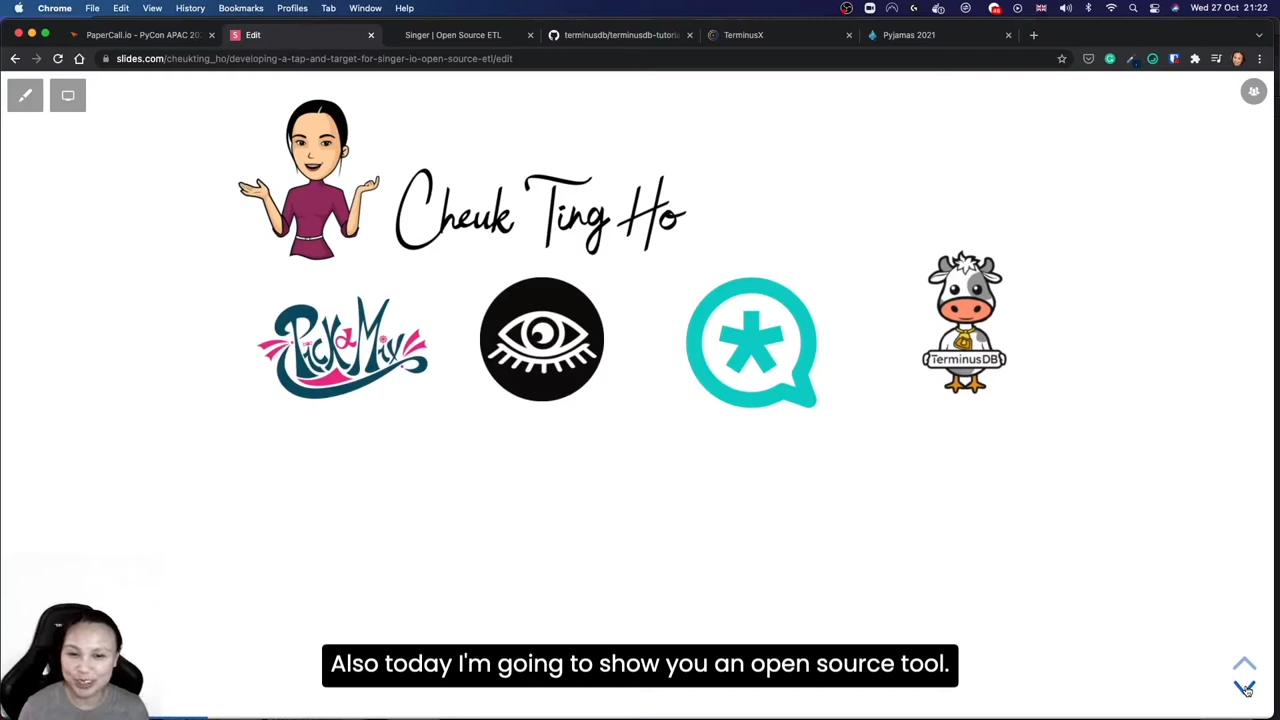 Chrome File Edit View History Bookmarks Profiles Tab Window Help Wed 27 Oct 21:22
PaperCall.io - PyCon APAC 20 Edit Singer | Open Source ETL terminusdb/terminusdb-tutoria TerminusX Pyjamas 2021
slides.com/cheukting_ho/developing-a-tap-and-target-for-singer-io-open-source-etl/edit
Cheuk Ting Ho
Pick a Mix
TerminusDB
Also today I'm going to show you an open source tool.